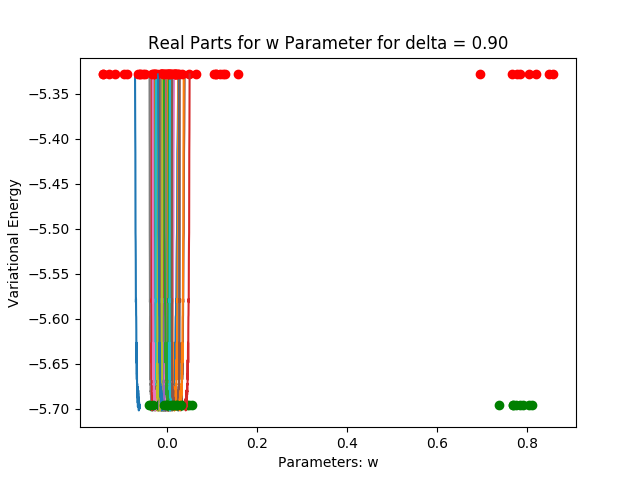 Real Parts for w Parameter for delta = 0.90
Variational Energy
−5.35
−5.40
−5.45
−5.50
−5.55
−5.60
−5.65
−5.70
0.0 0.2 0.4 0.6 0.8
Parameters: w